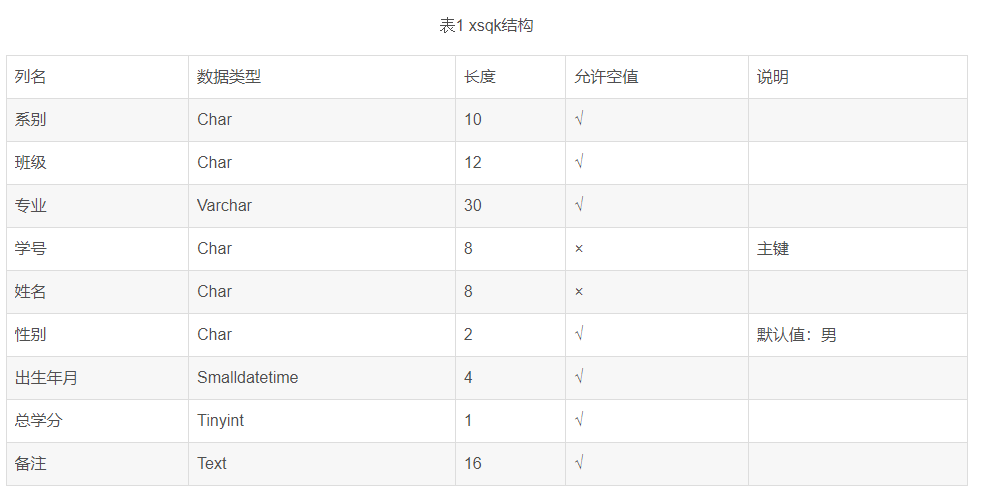 表1 xsqk结构
列名 数据类型 长度 允许空值 说明
系别 Char 10 √
班级 Char 12 √
专业 Varchar 30 √
学号 Char 8 × 主键
姓名 Char 8 ×
性别 Char 2 √ 默认值：男
出生年月 Smalldatetime 4 √
总学分 Tinyint 1 √
备注 Text 16 √